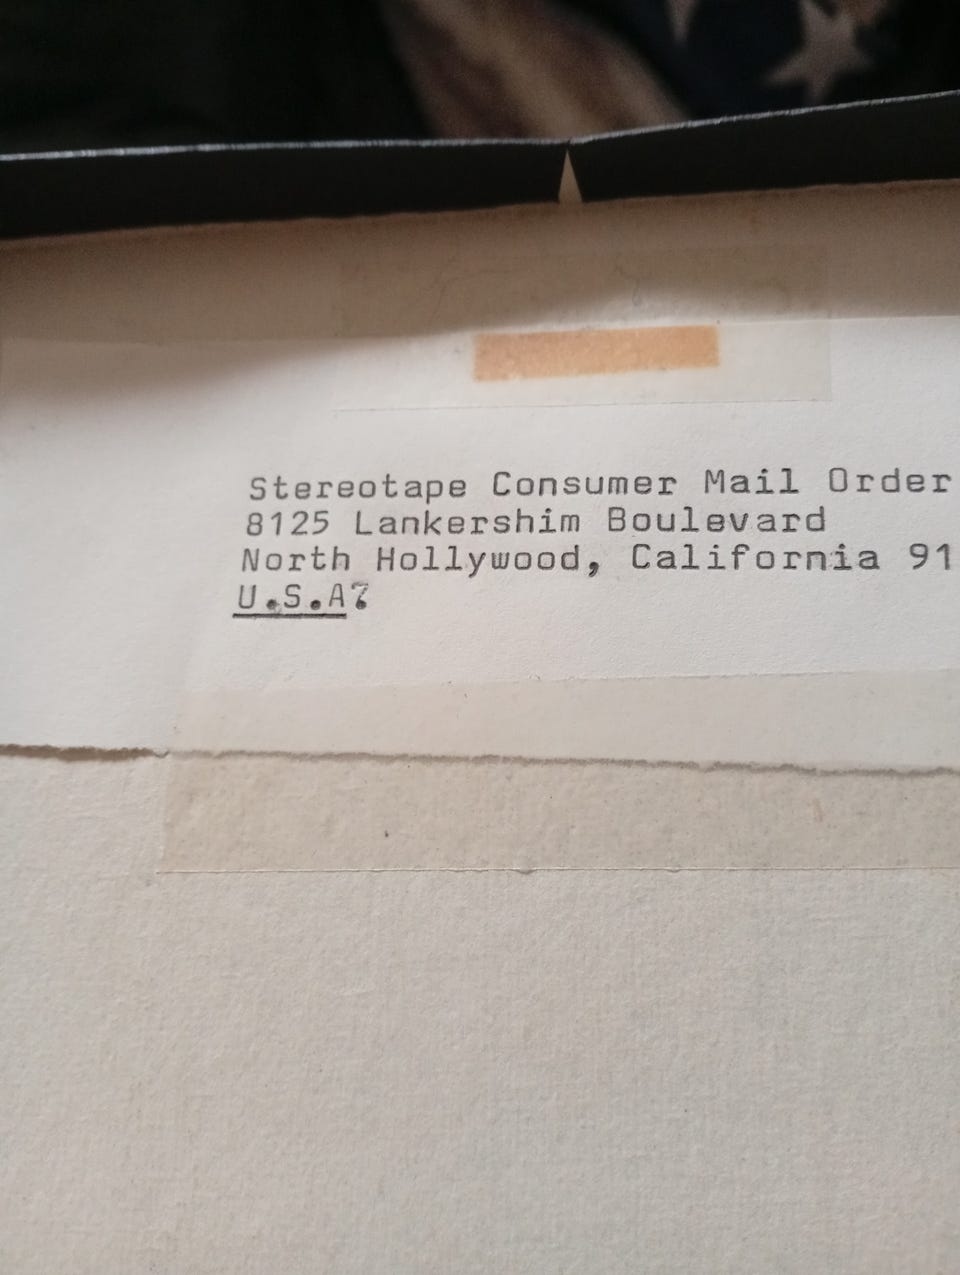 Stereotape Consumer Mail Order
8125 Lankershim Boulevard
North Hollywood, California 91
U.S.A